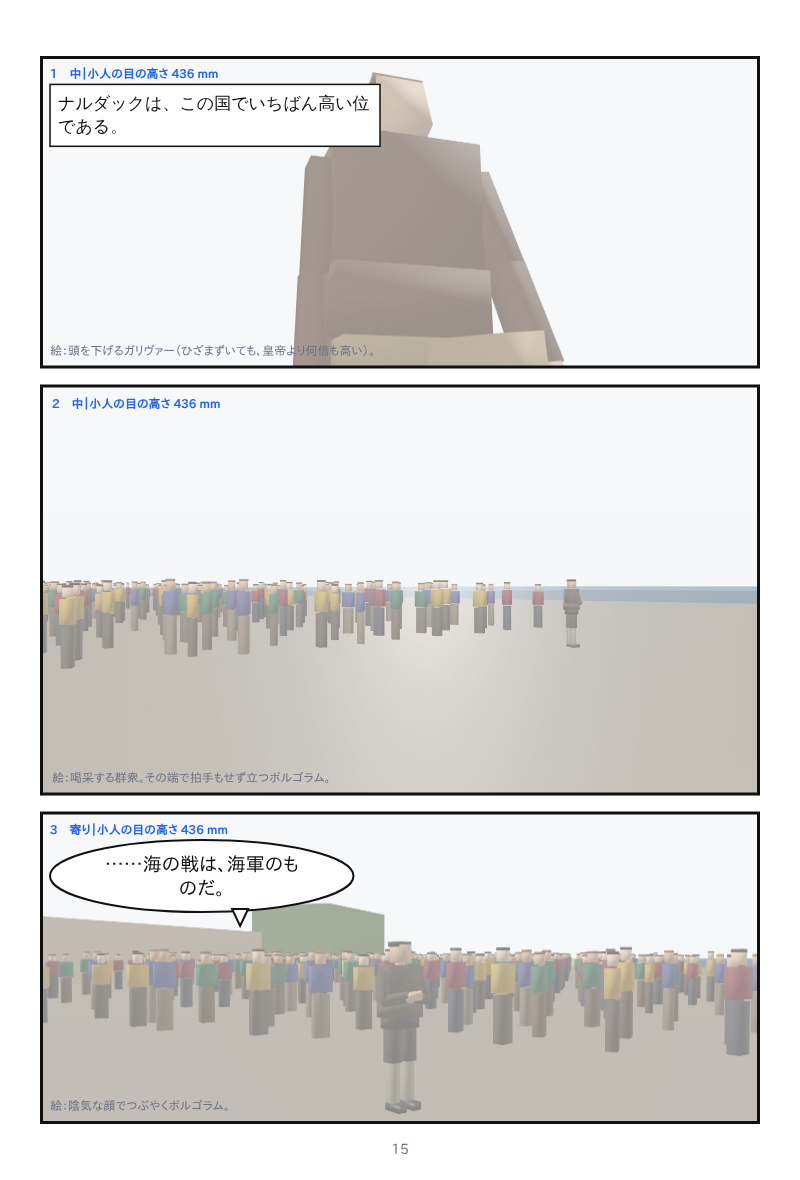 1 中|小人の目の高さ 436 mm
ナルダックは、この国でいちばん高い位
である。
絵：頭を下げるガリヴァー（ひざまずいても、皇帝より何倍も高い）。
2 中|小人の目の高さ 436 mm
絵：喝采する群衆。その端で拍手もせず立つボルゴラム。
3 寄り|小人の目の高さ 436 mm
……海の戦は、海軍のも
のだ。
絵：陰気な顔でつぶやくボルゴラム。
15